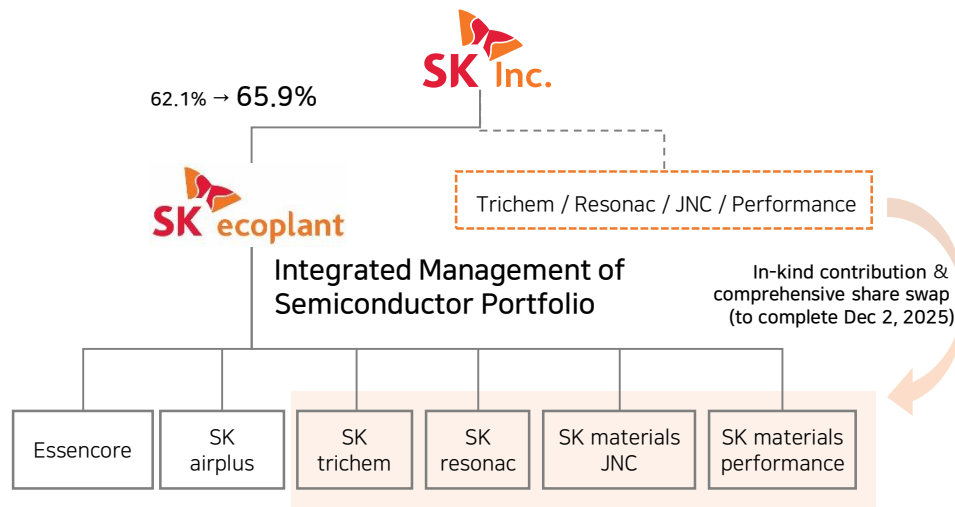 SK Inc.
62.1% → 65.9%
SK ecoplant
Trichem / Resonac / JNC / Performance
Integrated Management of
Semiconductor Portfolio
In-kind contribution &
comprehensive share swap
(to complete Dec 2, 2025)
Essencore
SK
airplus
SK
trichem
SK
resonac
SK materials
JNC
SK materials
performance